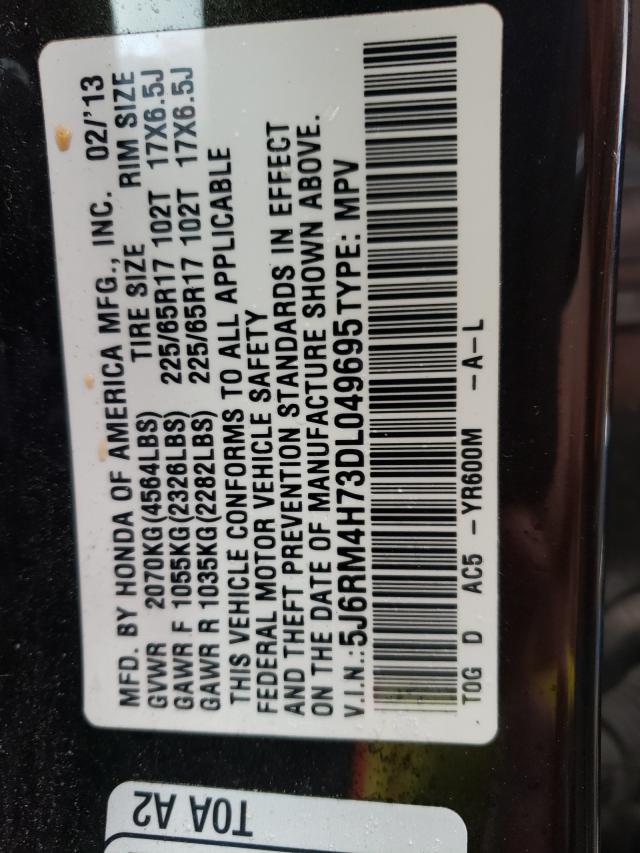 MFD. BY HONDA OF AMERICA MFG., INC. 02/'13
TIRE SIZE RIM SIZE
GVWR 2070KG(4564LBS)
GAWR F 1055KG(2326LBS) 225/65R17 102T 17X6.5J
GAWR R 1035KG(2282LBS) 225/65R17 102T 17X6.5J
THIS VEHICLE CONFORMS TO ALL APPLICABLE
FEDERAL MOTOR VEHICLE SAFETY
AND THEFT PREVENTION STANDARDS IN EFFECT
ON THE DATE OF MANUFACTURE SHOWN ABOVE.
V.I.N.:5J6RM4H73DL049695 TYPE: MPV
T0G D AC5 -YR600M -A-L
T0A A2